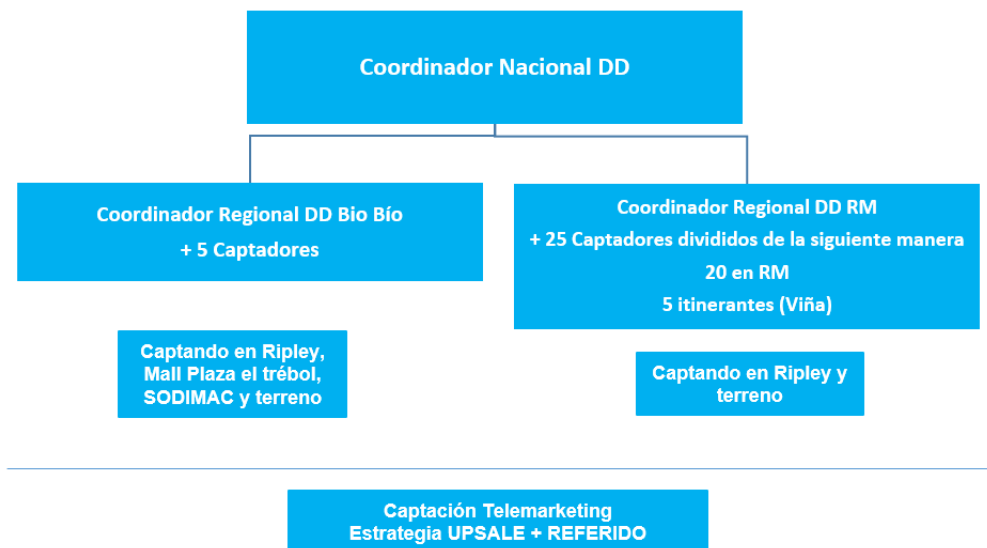 Coordinador Nacional DD
Coordinador Regional DD Bio Bío
+ 5 Captadores
Coordinador Regional DD RM
+ 25 Captadores divididos de la siguiente manera
20 en RM
5 itinerantes (Viña)
Captando en Ripley,
Mall Plaza el trébol,
SODIMAC y terreno
Captando en Ripley y
terreno
Captación Telemarketing
Estrategia UPSALE + REFERIDO